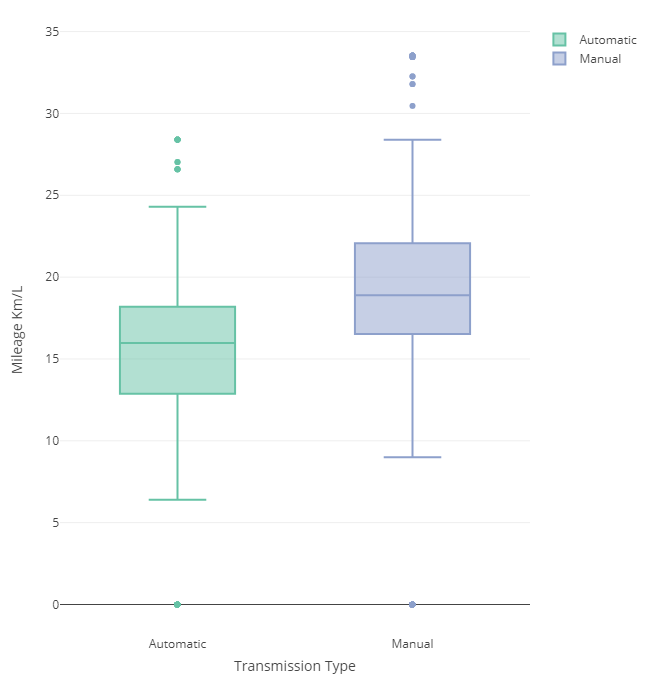 35
30
25
20
15
10
5
0
Mileage Km/L
Automatic
Manual
Transmission Type
Automatic
Manual